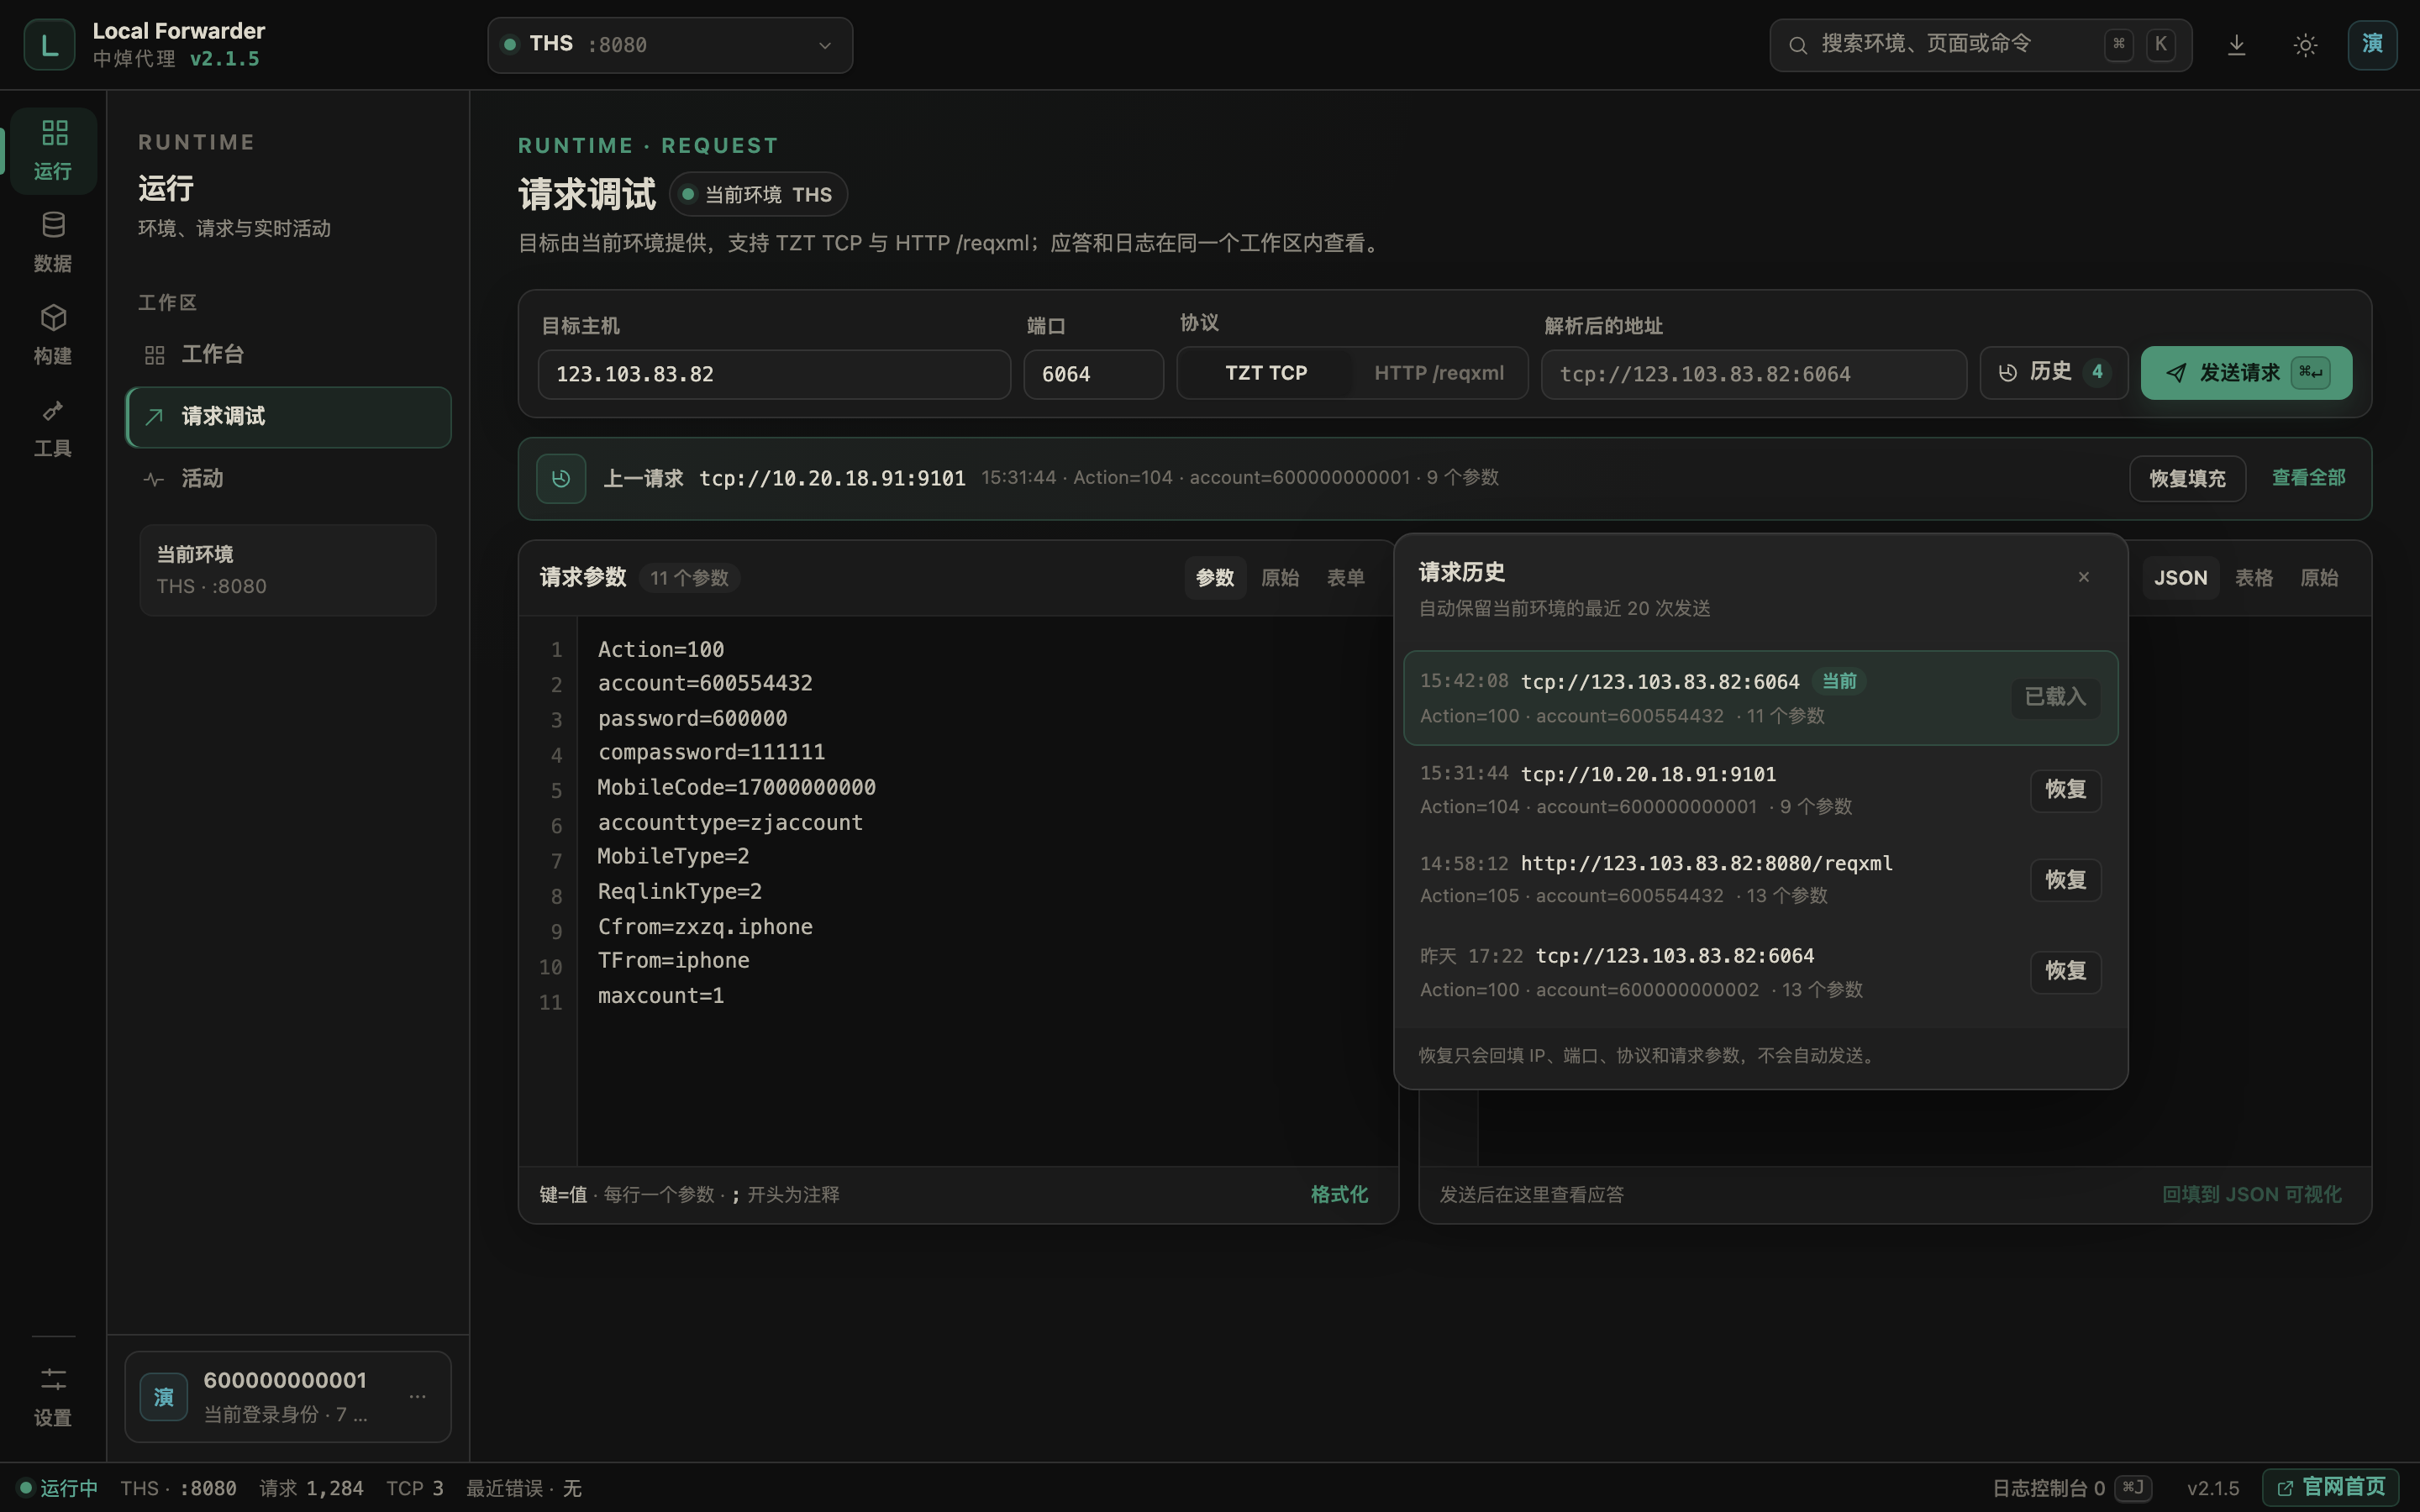 L
Local Forwarder
中焯代理 v2.1.5
THS :8080
搜索环境、页面或命令 ⌘ K
演
运行
数据
构建
工具
设置
RUNTIME
运行
环境、请求与实时活动
工作区
工作台
请求调试
活动
当前环境
THS · :8080
演
600000000001
当前登录身份 · 7 ...
···
RUNTIME · REQUEST
请求调试 当前环境 THS
目标由当前环境提供，支持 TZT TCP 与 HTTP /reqxml；应答和日志在同一个工作区内查看。
目标主机 端口 协议 解析后的地址
123.103.83.82 6064 TZT TCP HTTP /reqxml tcp://123.103.83.82:6064 历史 4 发送请求 ⌘↵
上一请求 tcp://10.20.18.91:9101 15:31:44 · Action=104 · account=600000000001 · 9 个参数 恢复填充 查看全部
请求参数 11 个参数 参数 原始 表单
1 Action=100
2 account=600554432
3 password=600000
4 compassword=111111
5 MobileCode=17000000000
6 accounttype=zjaccount
7 MobileType=2
8 ReqlinkType=2
9 Cfrom=zxzq.iphone
10 TFrom=iphone
11 maxcount=1
键=值 · 每行一个参数 · ; 开头为注释 格式化
请求历史 ×
自动保留当前环境的最近 20 次发送
15:42:08 tcp://123.103.83.82:6064 当前
Action=100 · account=600554432 · 11 个参数
已载入
15:31:44 tcp://10.20.18.91:9101
Action=104 · account=600000000001 · 9 个参数
恢复
14:58:12 http://123.103.83.82:8080/reqxml
Action=105 · account=600554432 · 13 个参数
恢复
昨天 17:22 tcp://123.103.83.82:6064
Action=100 · account=600000000002 · 13 个参数
恢复
恢复只会回填 IP、端口、协议和请求参数，不会自动发送。
JSON 表格 原始
发送后在这里查看应答 回填到 JSON 可视化
运行中 THS · :8080 请求 1,284 TCP 3 最近错误 · 无
日志控制台 0 ⌘J v2.1.5 官网首页